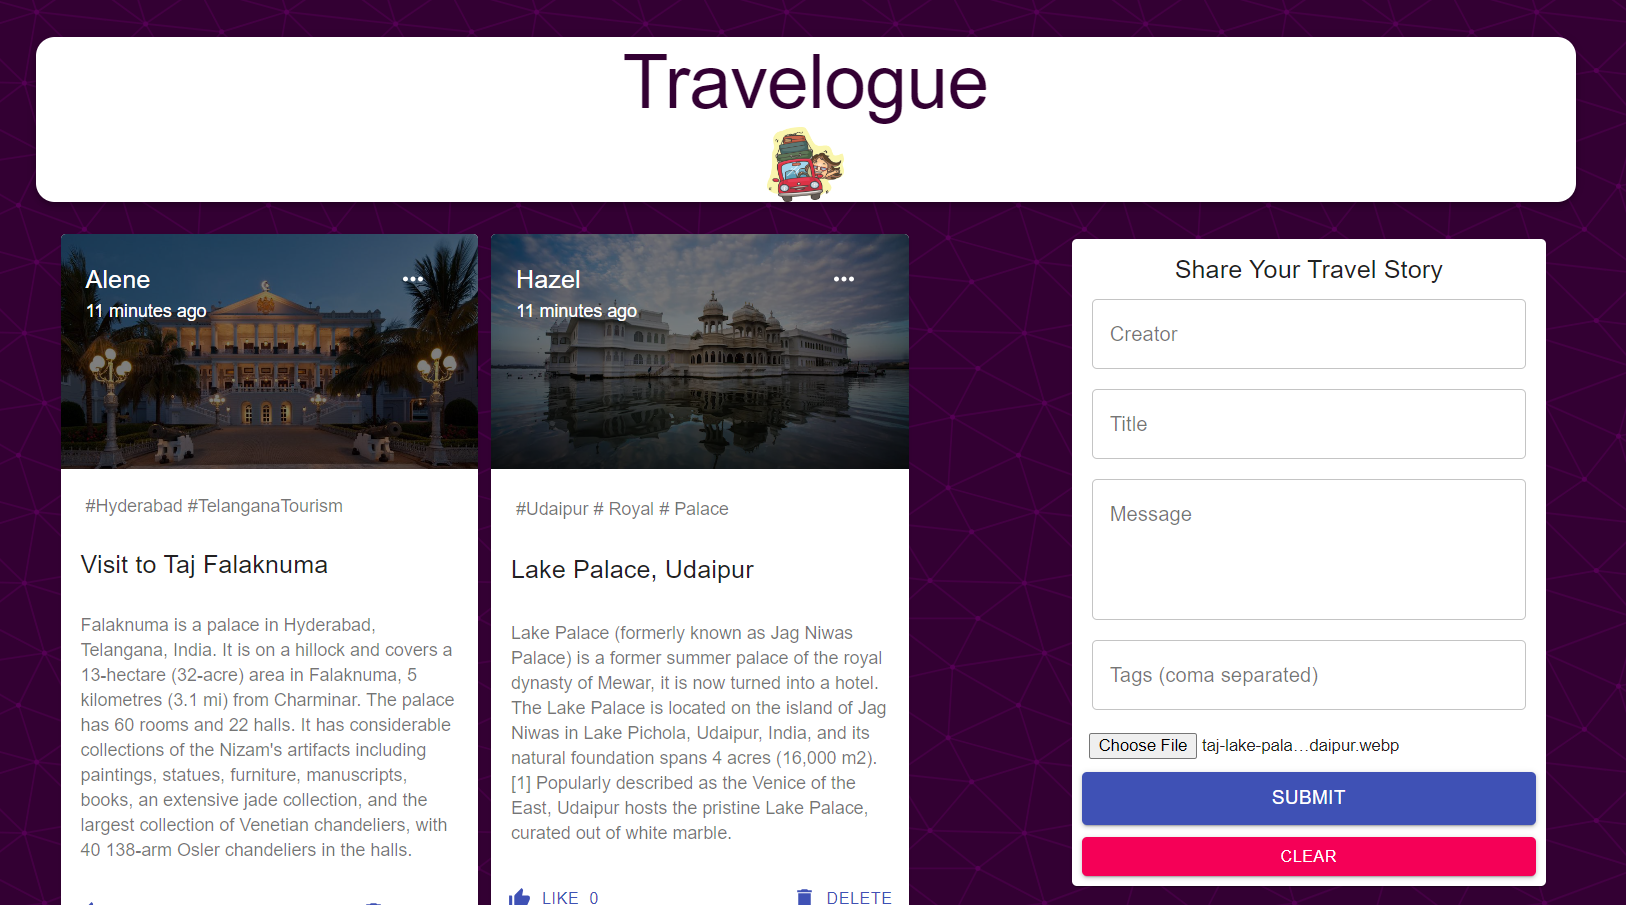 Travelogue
Alene
11 minutes ago
#Hyderabad #TelanganaTourism
Visit to Taj Falaknuma
Falaknuma is a palace in Hyderabad,
Telangana, India. It is on a hillock and covers a
13-hectare (32-acre) area in Falaknuma, 5
kilometres (3.1 mi) from Charminar. The palace
has 60 rooms and 22 halls. It has considerable
collections of the Nizam's artifacts including
paintings, statues, furniture, manuscripts,
books, an extensive jade collection, and the
largest collection of Venetian chandeliers, with
40 138-arm Osler chandeliers in the halls.
Hazel
11 minutes ago
#Udaipur # Royal # Palace
Lake Palace, Udaipur
Lake Palace (formerly known as Jag Niwas
Palace) is a former summer palace of the royal
dynasty of Mewar, it is now turned into a hotel.
The Lake Palace is located on the island of Jag
Niwas in Lake Pichola, Udaipur, India, and its
natural foundation spans 4 acres (16,000 m2).
[1] Popularly described as the Venice of the
East, Udaipur hosts the pristine Lake Palace,
curated out of white marble.
LIKE 0 DELETE
Share Your Travel Story
Creator
Title
Message
Tags (coma separated)
Choose File taj-lake-pala…daipur.webp
SUBMIT
CLEAR